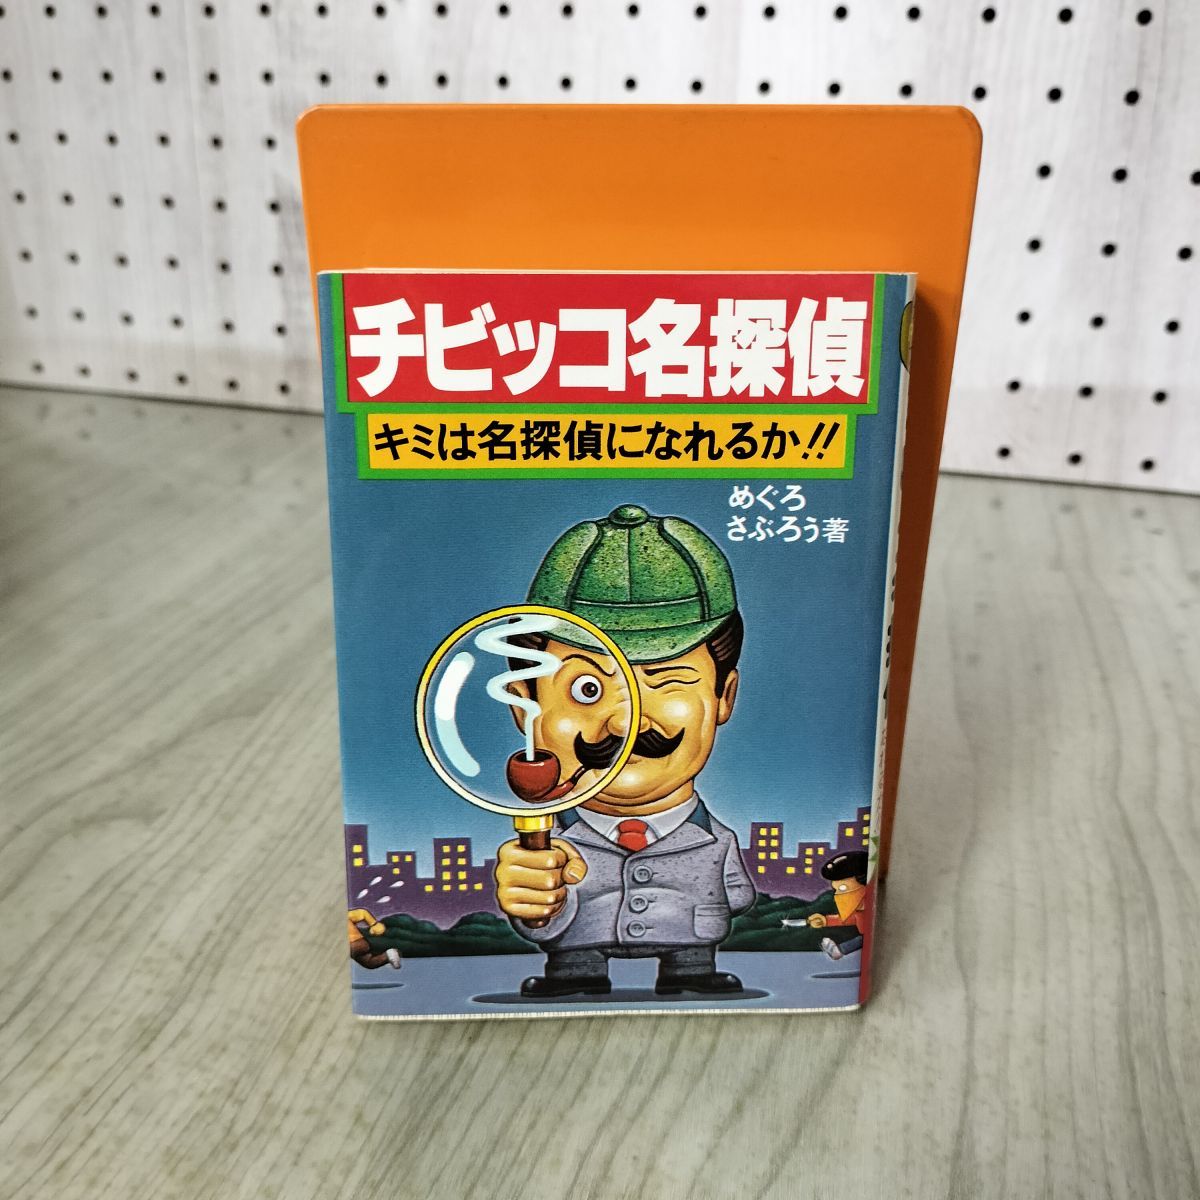 チビッコ名探偵
キミは名探偵になれるか!!
めぐろ
さぶろう著